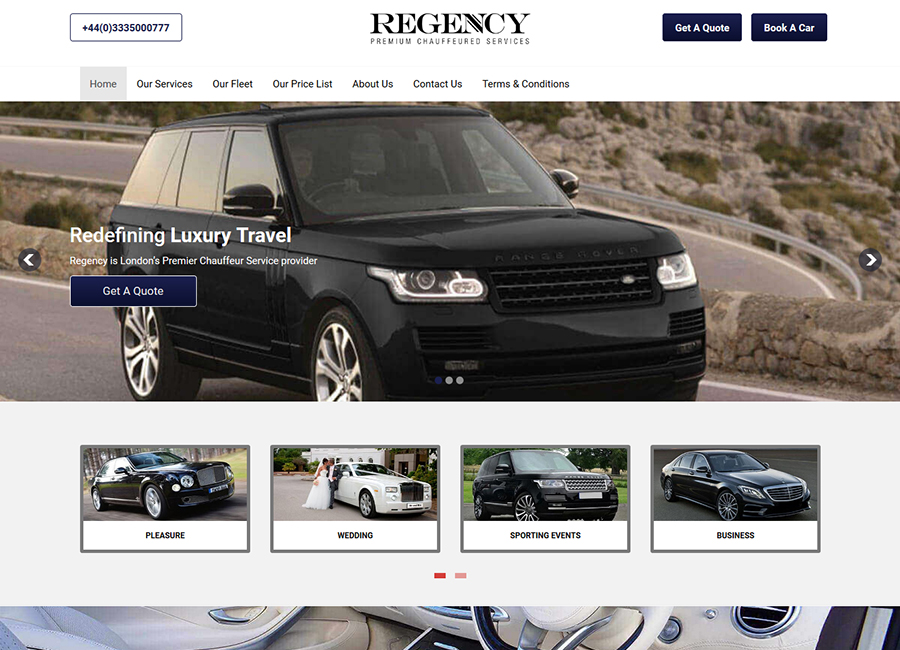 +44(0)3335000777
REGENCY
PREMIUM CHAUFFEURED SERVICES
Get A Quote
Book A Car
Home
Our Services
Our Fleet
Our Price List
About Us
Contact Us
Terms & Conditions
RANGE ROVER
Redefining Luxury Travel
Regency is London's Premier Chauffeur Service provider
Get A Quote
PLEASURE
WEDDING
SPORTING EVENTS
BUSINESS